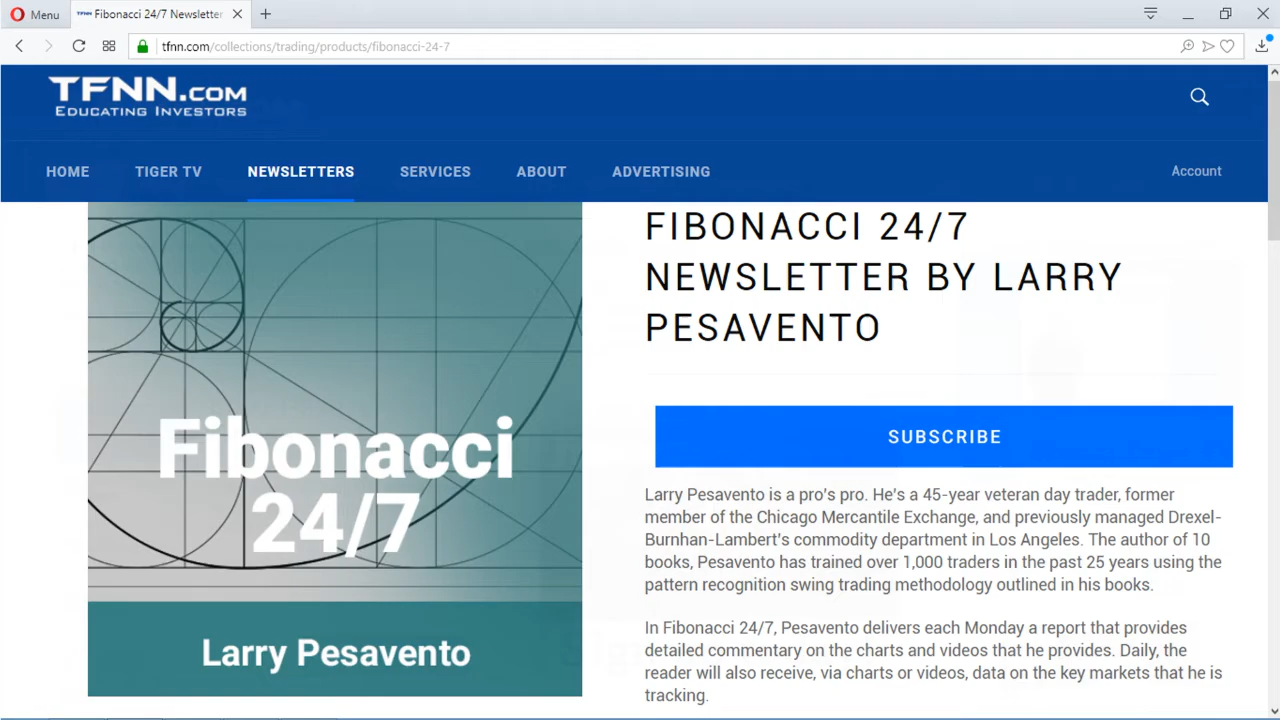 Menu
Fibonacci 24/7 Newsletter
tfnn.com/collections/trading/products/fibonacci-24-7
TFNN.COM
EDUCATING INVESTORS
HOME
TIGER TV
NEWSLETTERS
SERVICES
ABOUT
ADVERTISING
Account
Fibonacci
24/7
Larry Pesavento
FIBONACCI 24/7
NEWSLETTER BY LARRY
PESAVENTO
SUBSCRIBE
Larry Pesavento is a pro's pro. He's a 45-year veteran day trader, former
member of the Chicago Mercantile Exchange, and previously managed Drexel-
Burnhan-Lambert's commodity department in Los Angeles. The author of 10
books, Pesavento has trained over 1,000 traders in the past 25 years using the
pattern recognition swing trading methodology outlined in his books.
In Fibonacci 24/7, Pesavento delivers each Monday a report that provides
detailed commentary on the charts and videos that he provides. Daily, the
reader will also receive, via charts or videos, data on the key markets that he is
tracking.